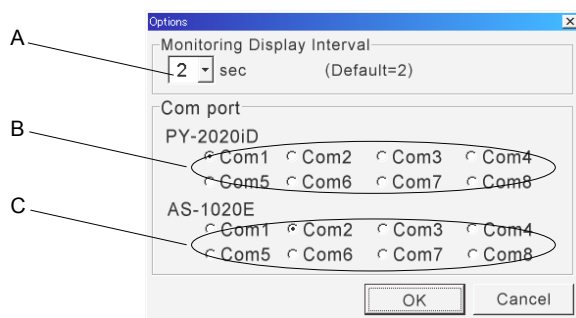 Options
A
Monitoring Display Interval
2 sec (Default=2)
Com port
B
PY-2020iD
Com1 Com2 Com3 Com4
Com5 Com6 Com7 Com8
C
AS-1020E
Com1 Com2 Com3 Com4
Com5 Com6 Com7 Com8
OK Cancel